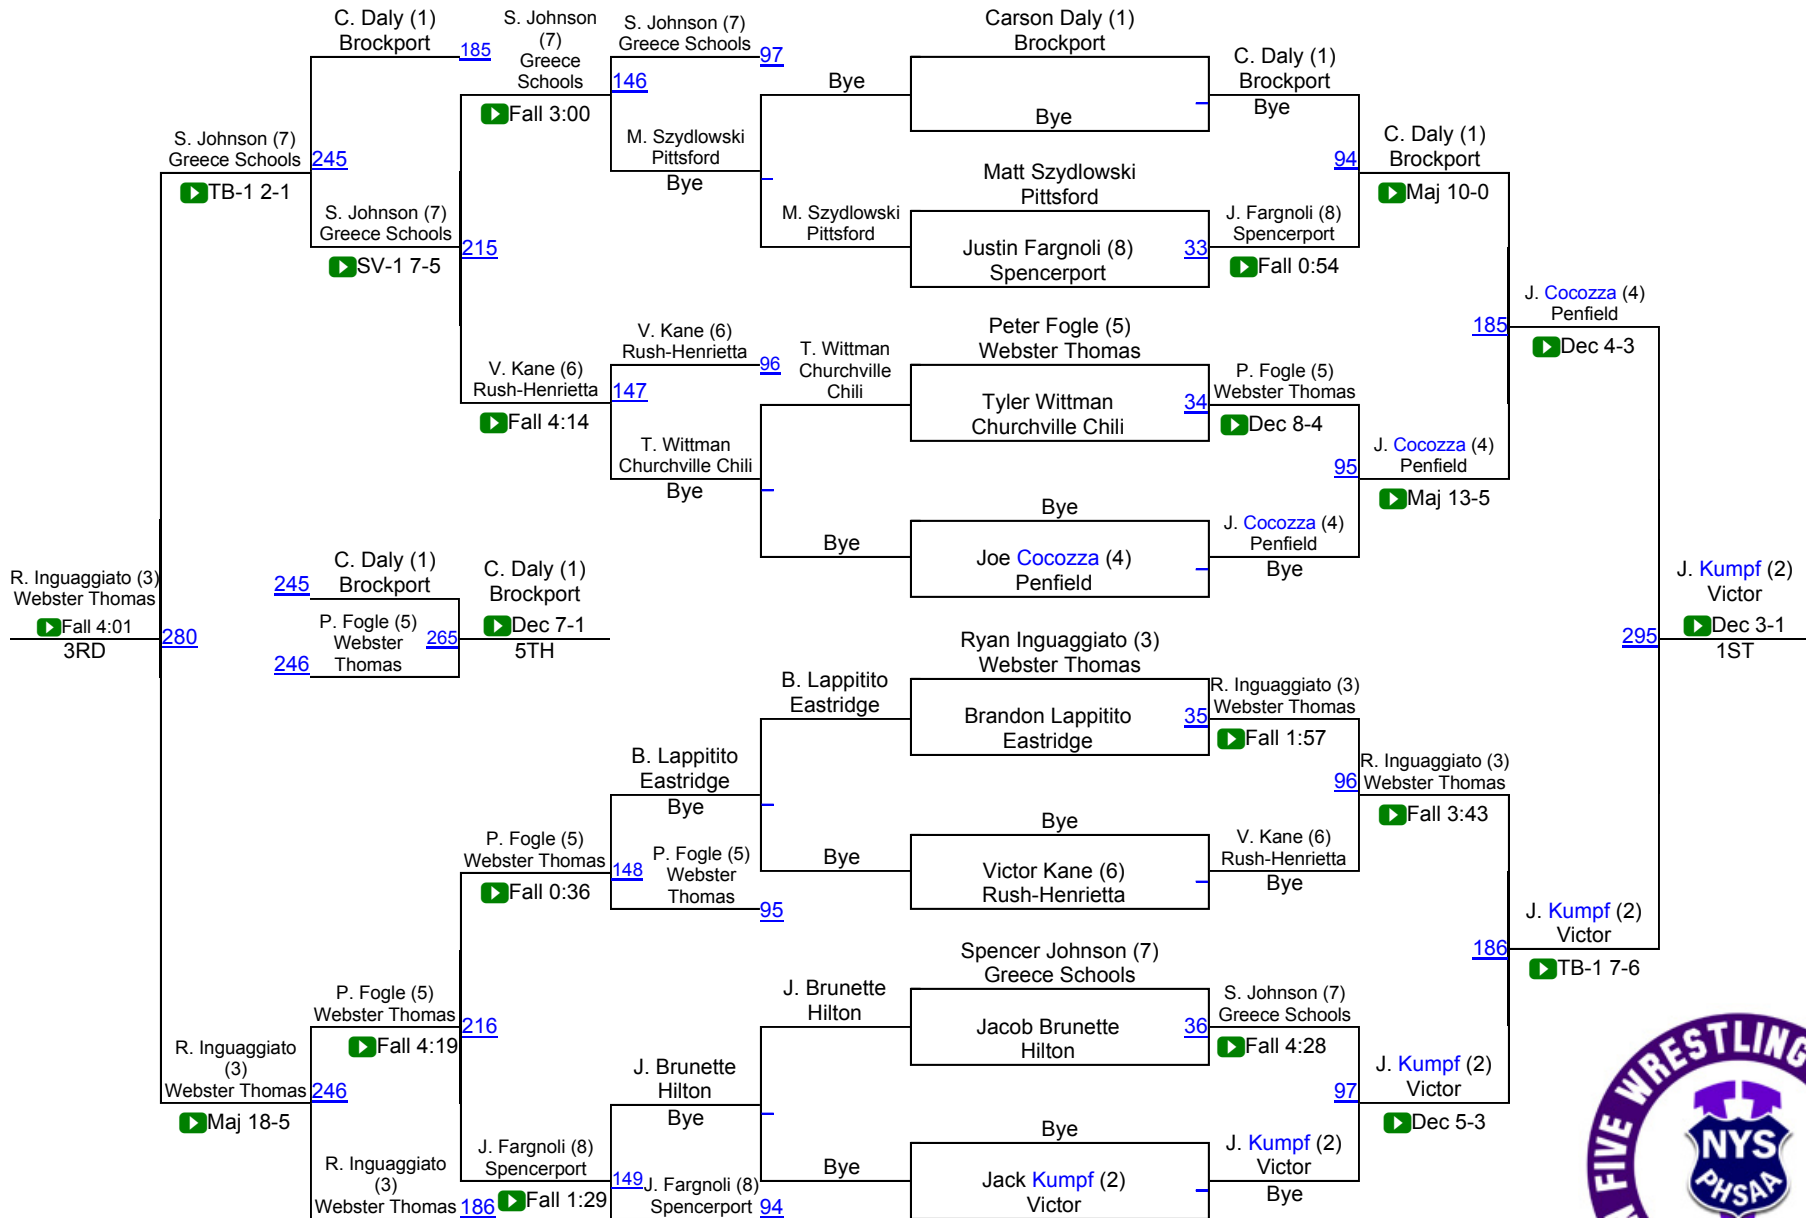 C. Daly (1)
Brockport
185
S. Johnson
(7)
Greece
Schools
Fall 3:00
S. Johnson (7)
Greece Schools
97
146
M. Szydlowski
Pittsford
Bye
S. Johnson (7)
Greece Schools
TB-1 2-1
245
S. Johnson (7)
Greece Schools
SV-1 7-5
215
V. Kane (6)
Rush-Henrietta
Fall 4:14
V. Kane (6)
Rush-Henrietta
96
147
T. Wittman
Churchville Chili
Bye
Bye
M. Szydlowski
Pittsford
T. Wittman
Churchville
Chili
Bye
Carson Daly (1)
Brockport
Bye
Matt Szydlowski
Pittsford
Justin Fargnoli (8)
Spencerport
33
Peter Fogle (5)
Webster Thomas
Tyler Wittman
Churchville Chili
34
Bye
Joe Cocozza (4)
Penfield
C. Daly (1)
Brockport
Bye
94
J. Fargnoli (8)
Spencerport
Fall 0:54
P. Fogle (5)
Webster Thomas
Dec 8-4
95
J. Cocozza (4)
Penfield
Bye
C. Daly (1)
Brockport
Maj 10-0
185
J. Cocozza (4)
Penfield
Maj 13-5
J. Cocozza (4)
Penfield
Dec 4-3
R. Inguaggiato (3)
Webster Thomas
Fall 4:01
3RD
280
245
C. Daly (1)
Brockport
P. Fogle (5)
Webster
Thomas
246
265
C. Daly (1)
Brockport
Dec 7-1
5TH
295
J. Kumpf (2)
Victor
Dec 3-1
1ST
Ryan Inguaggiato (3)
Webster Thomas
Brandon Lappitito
Eastridge
35
Bye
Victor Kane (6)
Rush-Henrietta
Spencer Johnson (7)
Greece Schools
Jacob Brunette
Hilton
36
Bye
Jack Kumpf (2)
Victor
B. Lappitito
Eastridge
Bye
J. Brunette
Hilton
Bye
B. Lappitito
Eastridge
Bye
148
P. Fogle (5)
Webster
Thomas
95
J. Brunette
Hilton
Bye
149
J. Fargnoli (8)
Spencerport
94
P. Fogle (5)
Webster Thomas
Fall 0:36
216
J. Fargnoli (8)
Spencerport
Fall 1:29
P. Fogle (5)
Webster Thomas
Fall 4:19
246
R. Inguaggiato
(3)
Webster Thomas
186
R. Inguaggiato
(3)
Webster Thomas
Maj 18-5
R. Inguaggiato (3)
Webster Thomas
Fall 1:57
96
V. Kane (6)
Rush-Henrietta
Bye
S. Johnson (7)
Greece Schools
Fall 4:28
97
J. Kumpf (2)
Victor
Bye
R. Inguaggiato (3)
Webster Thomas
Fall 3:43
186
J. Kumpf (2)
Victor
Dec 5-3
J. Kumpf (2)
Victor
TB-1 7-6
FIVE WRESTLING
NYS
PHSAA